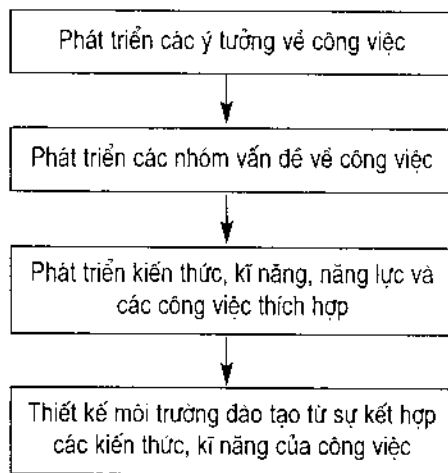 Phát triển các ý tưởng về công việc
Phát triển các nhóm vấn đề về công việc
Phát triển kiến thức, kĩ năng, năng lực và
các công việc thích hợp
Thiết kế môi trường đào tạo từ sự kết hợp
các kiến thức, kĩ năng của công việc